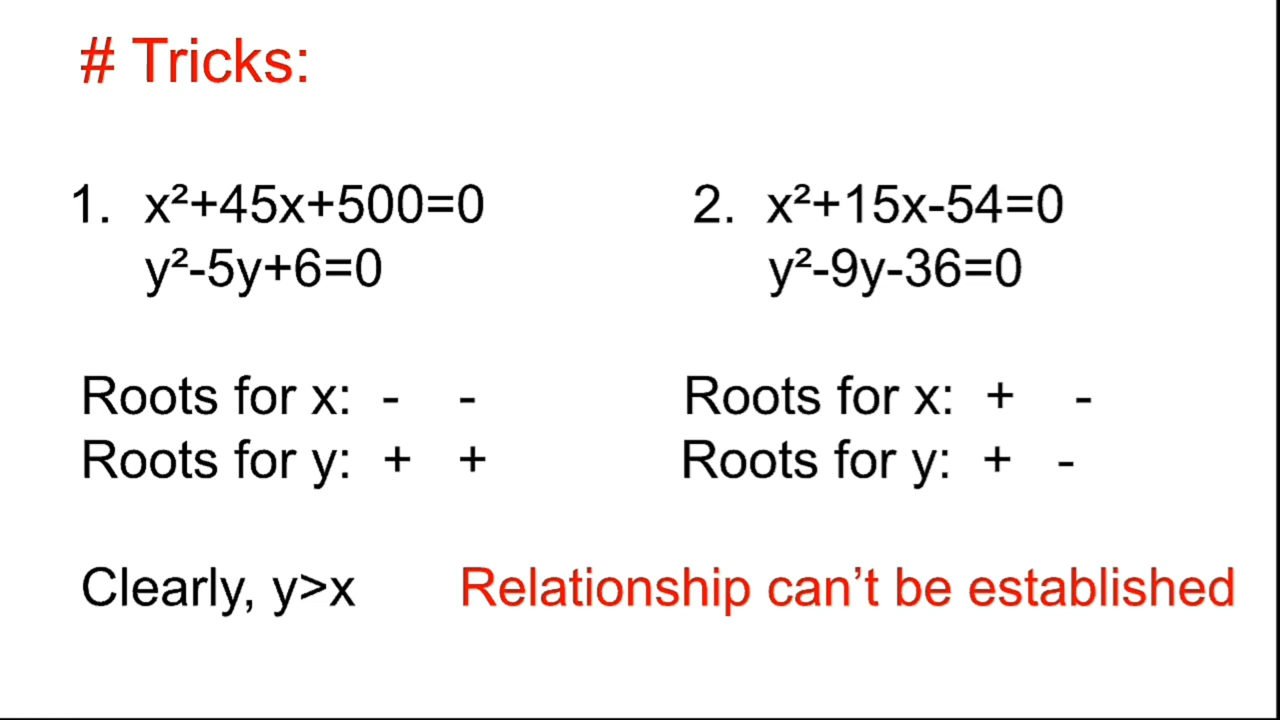 # Tricks:
1. x²+45x+500=0
y²-5y+6=0
2. x²+15x-54=0
y²-9y-36=0
Roots for x: - -
Roots for y: + +
Roots for x: + -
Roots for y: + -
Clearly, y>x
Relationship can’t be established